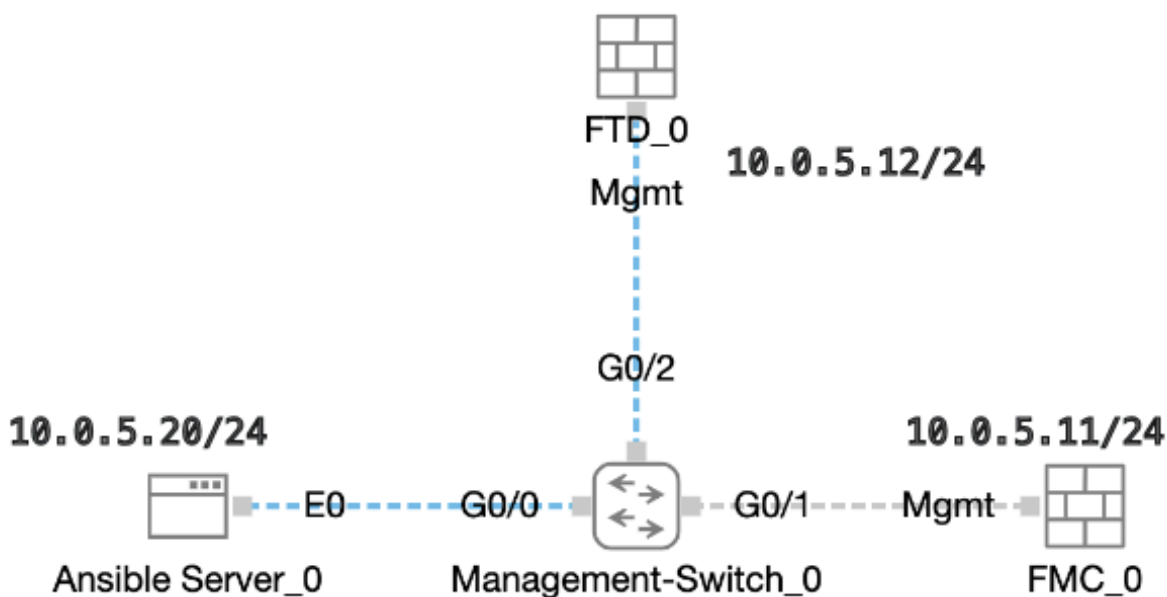 FTD_0
10.0.5.12/24
Mgmt
G0/2
10.0.5.20/24
10.0.5.11/24
E0
G0/0
G0/1
Mgmt
Ansible Server_0
Management-Switch_0
FMC_0